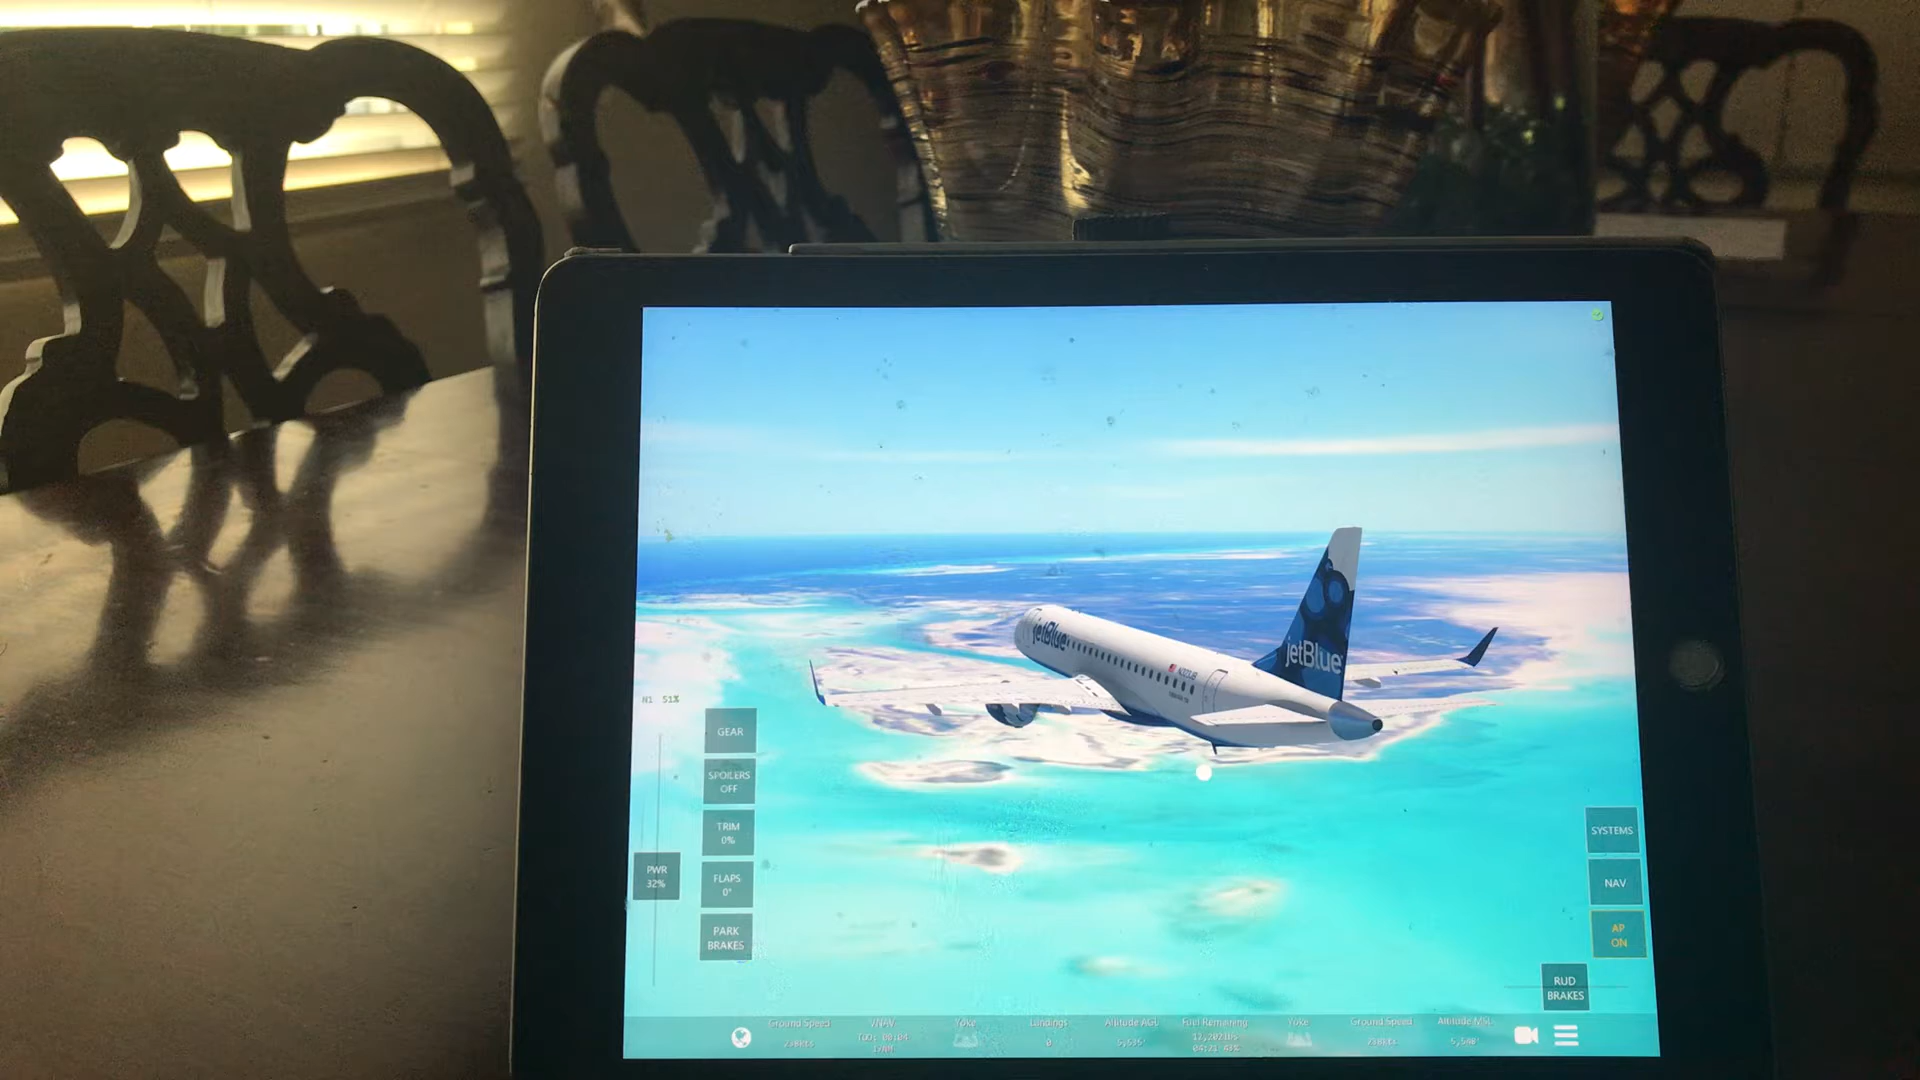 jetBlue
jetBlue
N1 51%
GEAR
SPOILERS
OFF
TRIM
0%
PWR
32%
FLAPS
0°
PARK
BRAKES
SYSTEMS
NAV
AP
ON
RUD
BRAKES
Ground Speed
VNAV
Yoke
Landings
0
Altitude AGL
Fuel Remaining
Yoke
Ground Speed
Altitude MSL